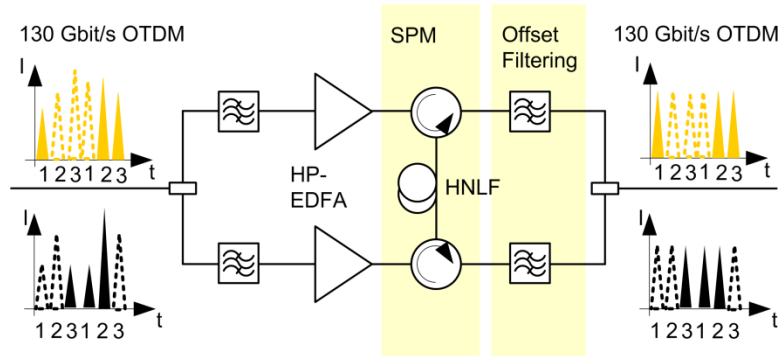 130 Gbit/s OTDM
SPM
Offset
Filtering
130 Gbit/s OTDM
I
1 2 3 1 2 3 t
I
1 2 3 1 2 3 t
HP-
EDFA
HNLF
I
1 2 3 1 2 3 t
I
1 2 3 1 2 3 t